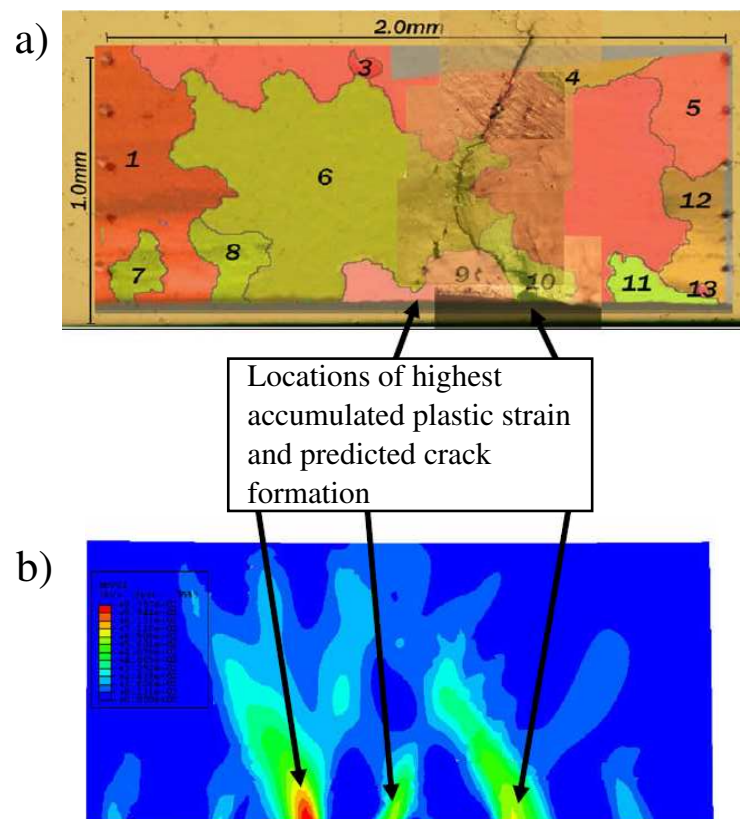 a)
2.0mm
1.0mm
3
4
5
1
6
12
7
8
9
10
11
13
Locations of highest
accumulated plastic strain
and predicted crack
formation
b)